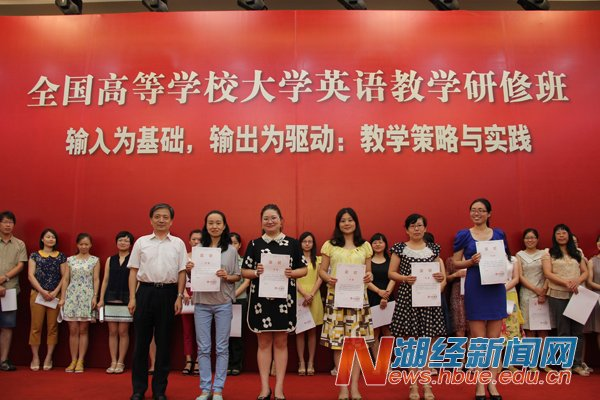 全国高等学校大学英语教学研修班
输入为基础，输出为驱动：教学策略与实践
湖经新闻网
News.hbue.edu.cn